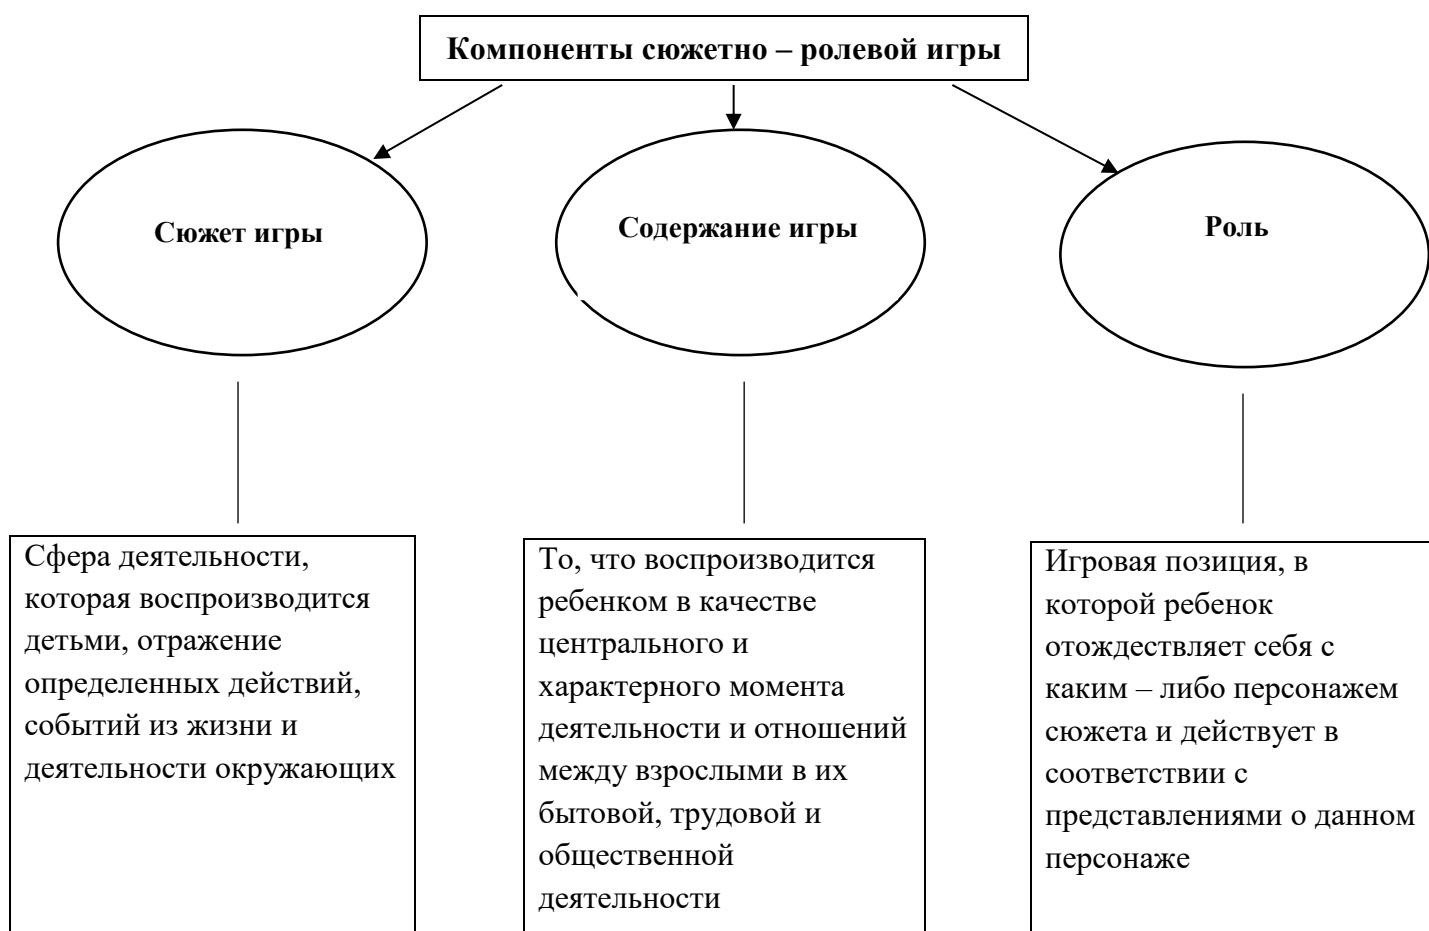 Компоненты сюжетно – ролевой игры
Сюжет игры
Содержание игры
Роль
Сфера деятельности,
которая воспроизводится
детьми, отражение
определенных действий,
событий из жизни и
деятельности окружающих
То, что воспроизводится
ребенком в качестве
центрального и
характерного момента
деятельности и отношений
между взрослыми в их
бытовой, трудовой и
общественной
деятельности
Игровая позиция, в
которой ребенок
отождествляет себя с
каким – либо персонажем
сюжета и действует в
соответствии с
представлениями о данном
персонаже